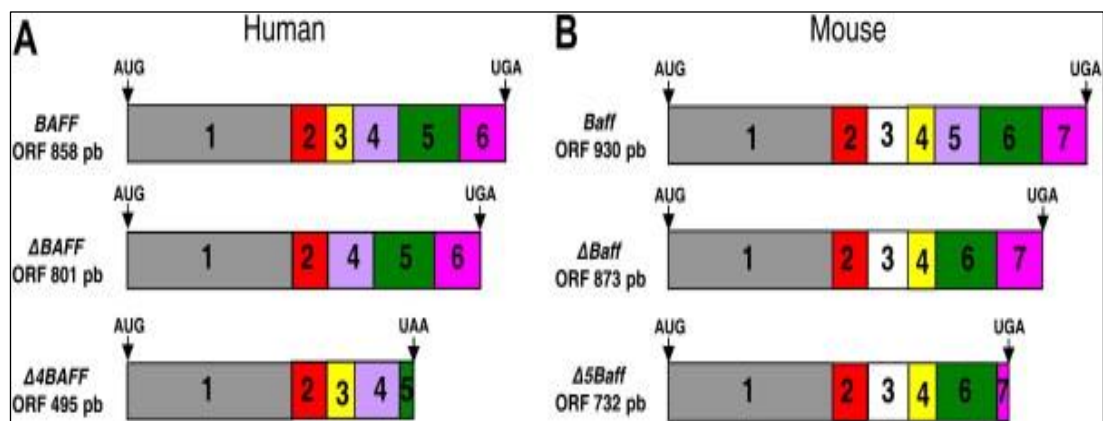 A
Human
AUG
UGA
BAFF
ORF 858 pb
1
2
3
4
5
6
AUG
UGA
ΔBAFF
ORF 801 pb
1
2
4
5
6
AUG
UAA
Δ4BAFF
ORF 495 pb
1
2
3
4
5
B
Mouse
AUG
UGA
Baff
ORF 930 pb
1
2
3
4
5
6
7
AUG
UGA
ΔBaff
ORF 873 pb
1
2
3
4
6
7
AUG
UGA
Δ5Baff
ORF 732 pb
1
2
3
4
6
7